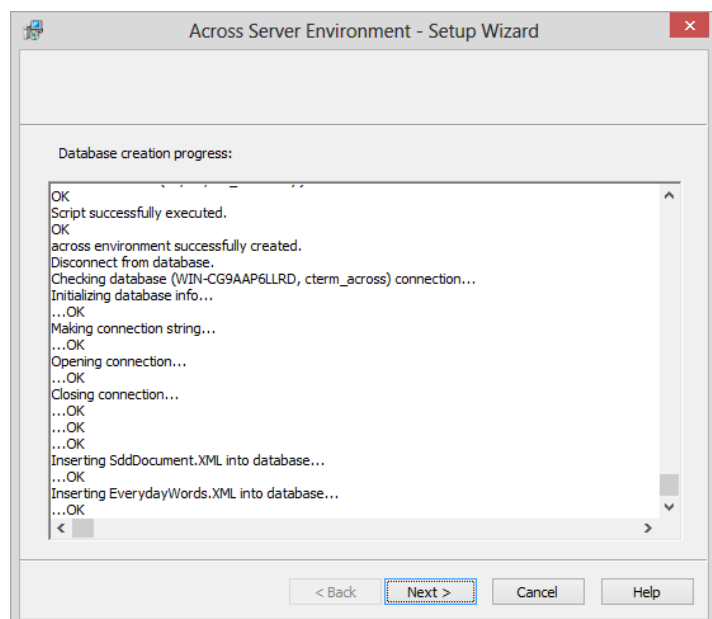 Across Server Environment - Setup Wizard
Database creation progress:
OK
Script successfully executed.
OK
across environment successfully created.
Disconnect from database.
Checking database (WIN-CG9AAP6LLRD, cterm_across) connection...
Initializing database info...
...OK
Making connection string...
...OK
Opening connection...
...OK
Closing connection...
...OK
...OK
...OK
Inserting SddDocument.XML into database...
...OK
Inserting EverydayWords.XML into database...
...OK
< Back Next > Cancel Help